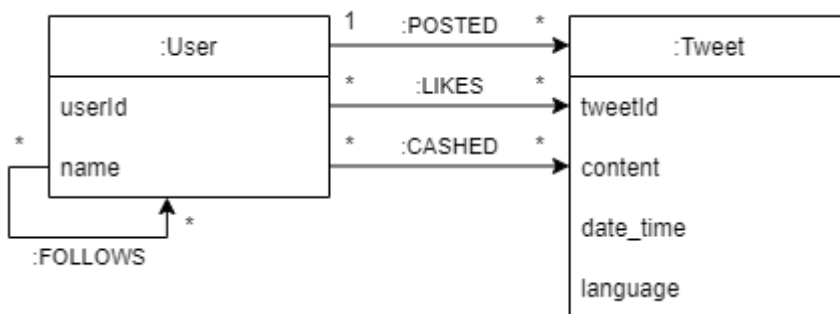 :User
userId
name
1 :POSTED *
* :LIKES *
* :CASHED *
:Tweet
tweetId
content
date_time
language
*
*
:FOLLOWS